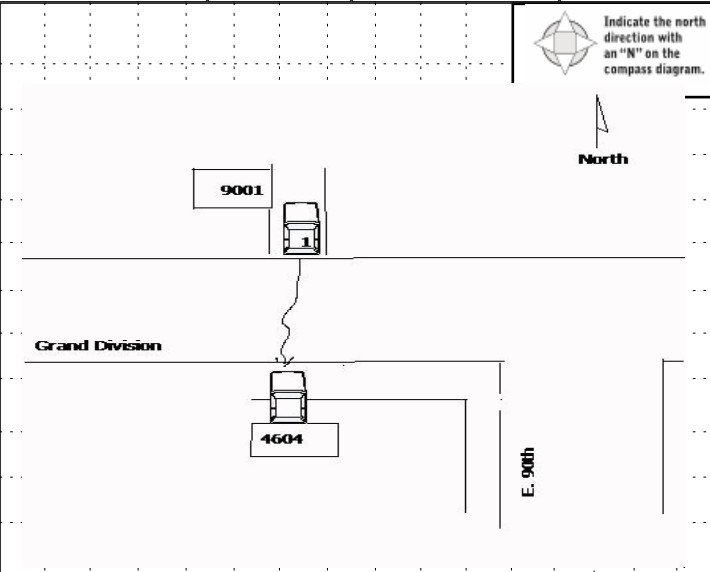 Indicate the north
direction with
an “N” on the
compass diagram.
North
9001
1
Grand Division
4604
E. 90th